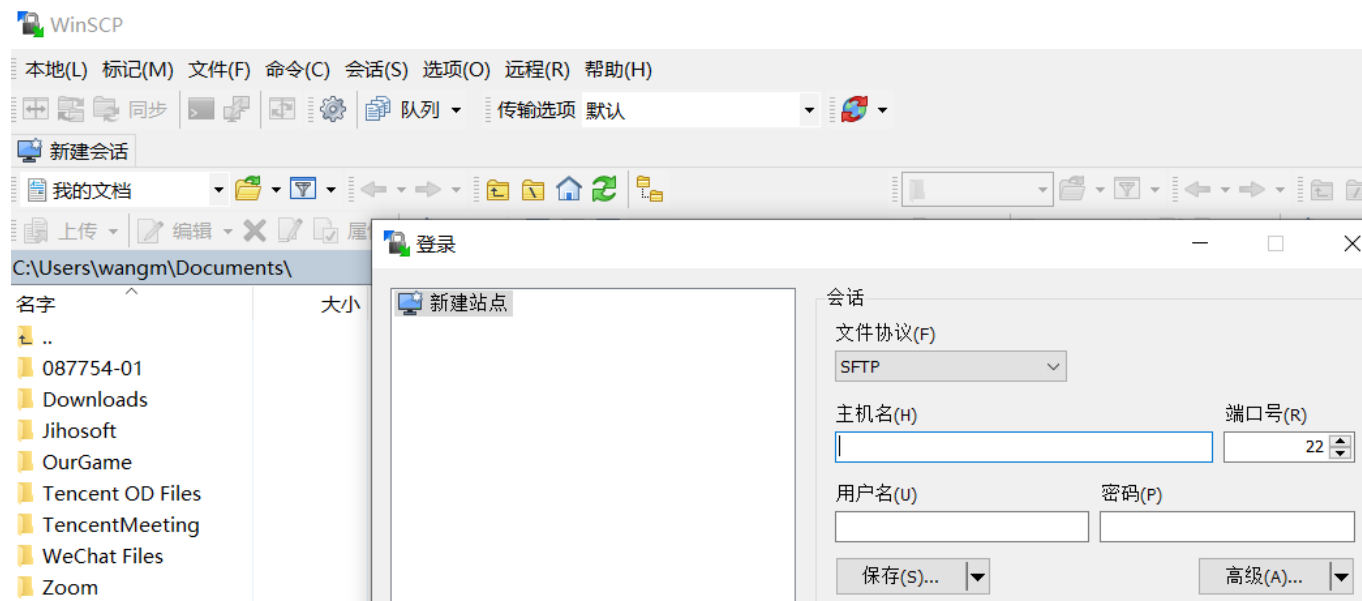 WinSCP
本地(L) 标记(M) 文件(F) 命令(C) 会话(S) 选项(O) 远程(R) 帮助(H)
同步 队列 传输选项 默认
新建会话
我的文档
上传 编辑
登录
C:\Users\wangm\Documents\
名字 大小
新建站点
会话
..
文件协议(F)
087754-01
SFTP
Downloads
Jihosoft
主机名(H) 端口号(R)
OurGame
22
Tencent OD Files
用户名(U) 密码(P)
TencentMeeting
WeChat Files
保存(S)... 高级(A)...
Zoom